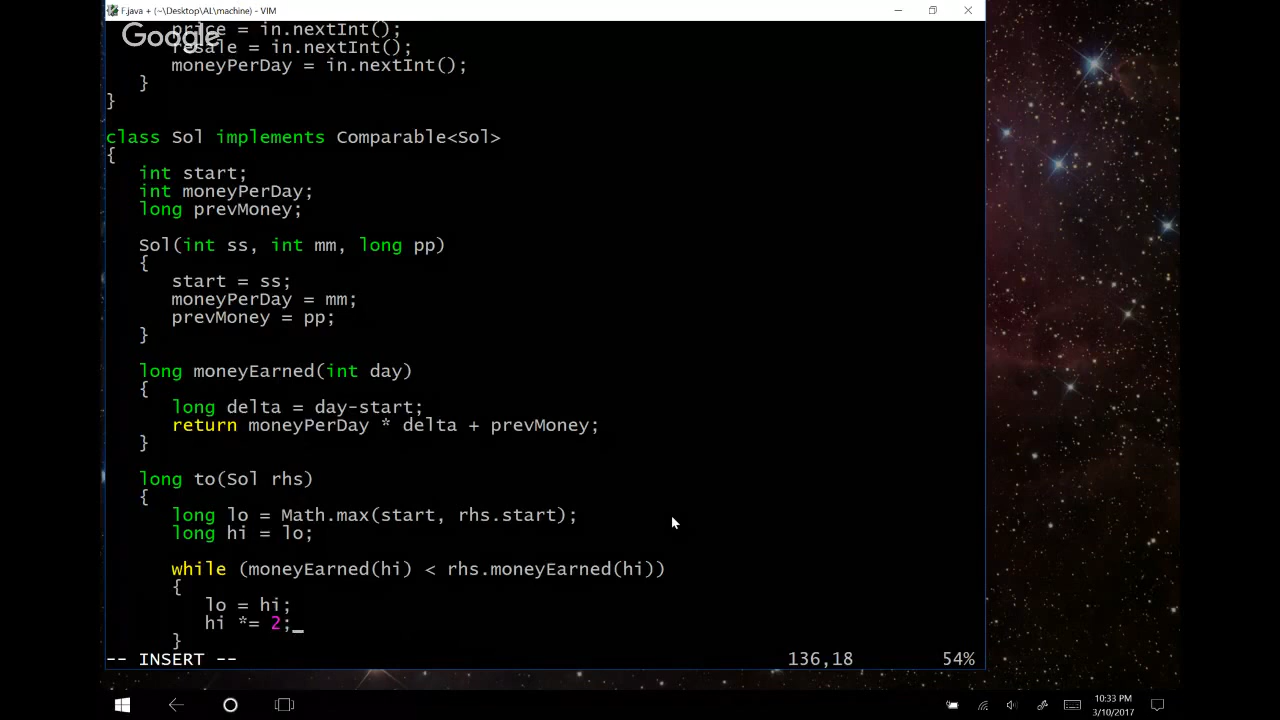 F.java + (~\Desktop\AL\machine) - VIM
Google
price = in.nextInt();
resale = in.nextInt();
moneyPerDay = in.nextInt();
}
}
class Sol implements Comparable<Sol>
{
int start;
int moneyPerDay;
long prevMoney;
Sol(int ss, int mm, long pp)
{
start = ss;
moneyPerDay = mm;
prevMoney = pp;
}
long moneyEarned(int day)
{
long delta = day-start;
return moneyPerDay * delta + prevMoney;
}
long to(Sol rhs)
{
long lo = Math.max(start, rhs.start);
long hi = lo;
while (moneyEarned(hi) < rhs.moneyEarned(hi))
{
lo = hi;
hi *= 2;
}
-- INSERT -- 136,18 54%
10:33 PM
3/10/2017